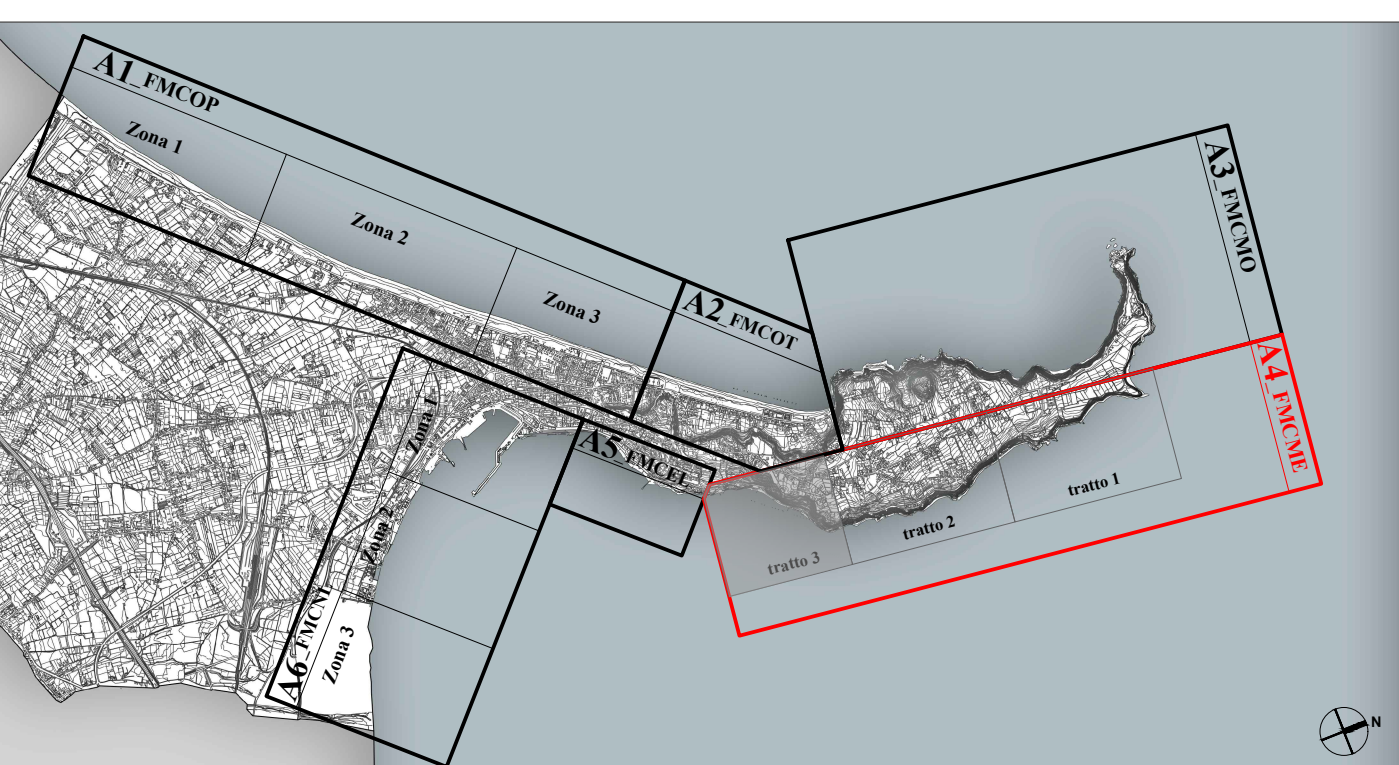 A1_FMCOP
Zona 1
Zona 2
Zona 3
A2_FMCOT
A3_FMCMO
A4_FMCME
tratto 1
tratto 2
tratto 3
A5_FMCEL
Zona 1
Zona 2
Zona 3
N